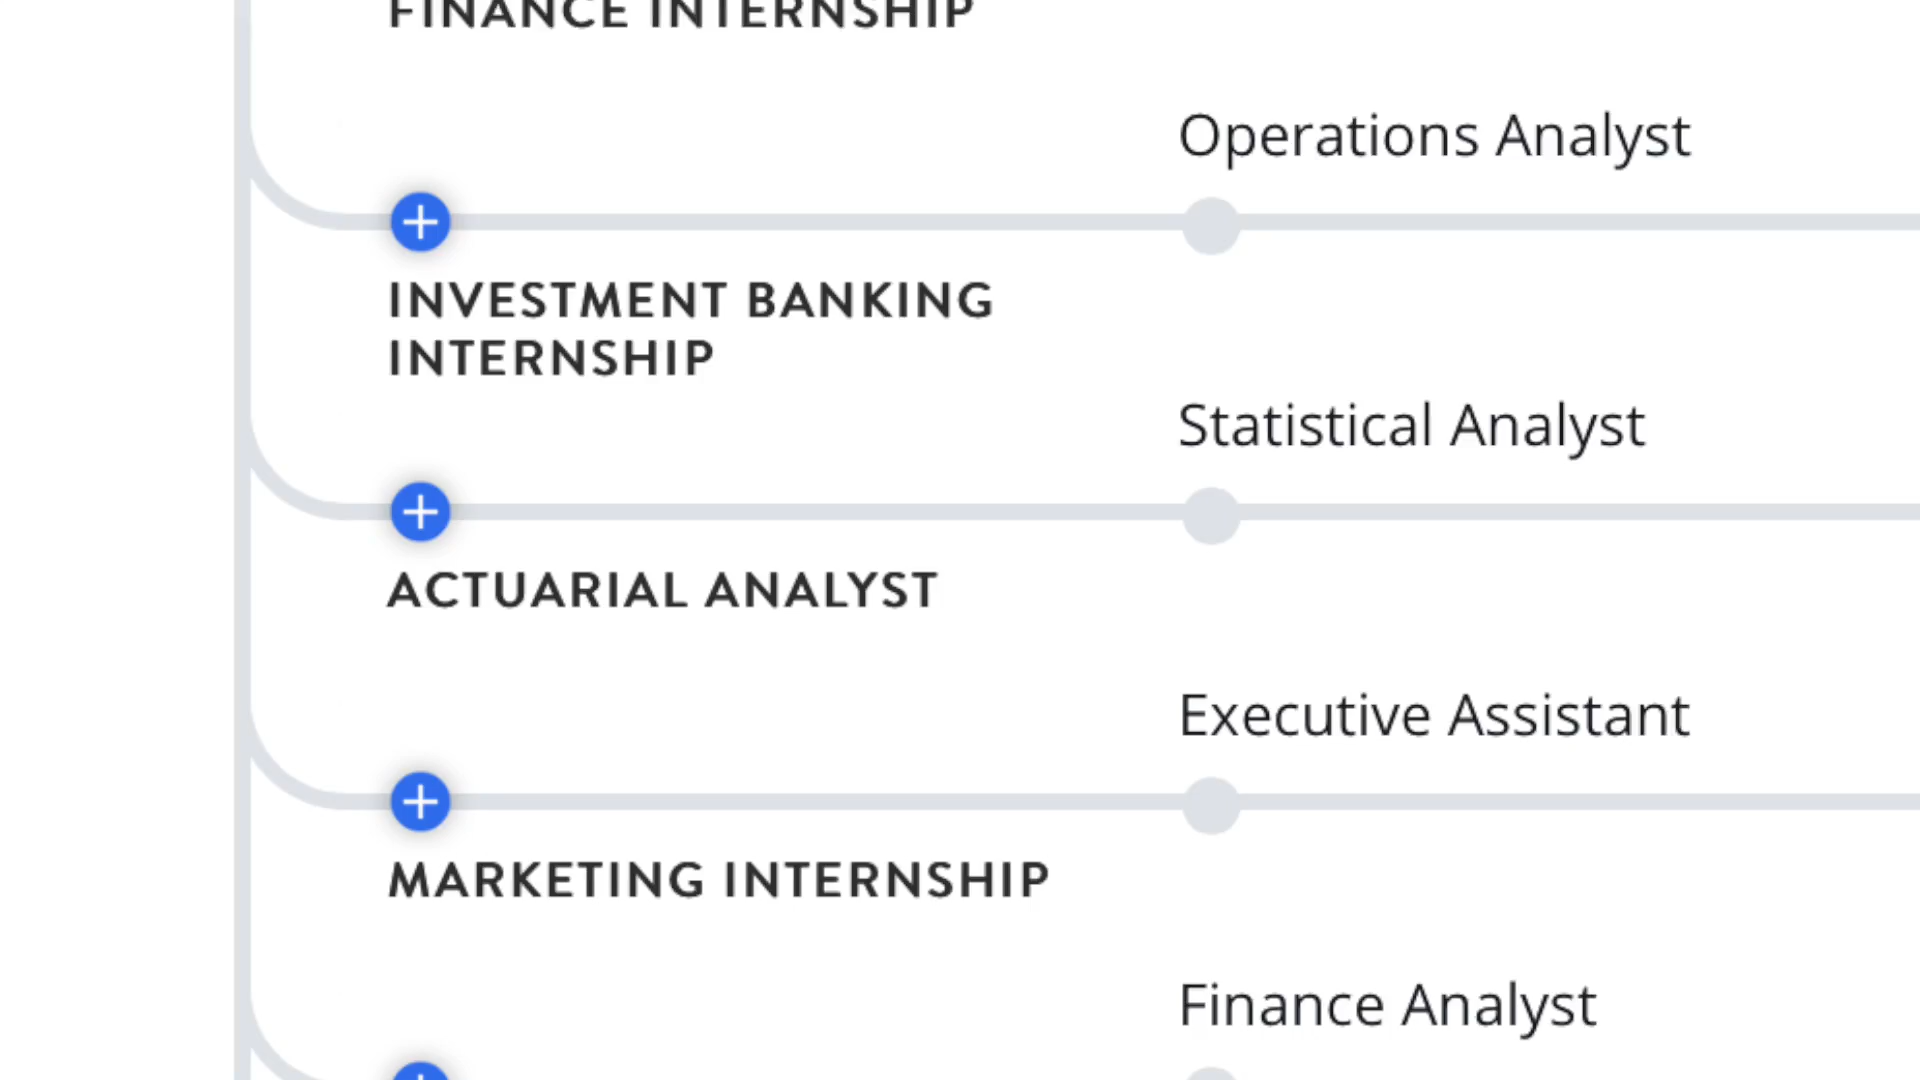 FINANCE INTERNSHIP
Operations Analyst
INVESTMENT BANKING
INTERNSHIP
Statistical Analyst
ACTUARIAL ANALYST
Executive Assistant
MARKETING INTERNSHIP
Finance Analyst